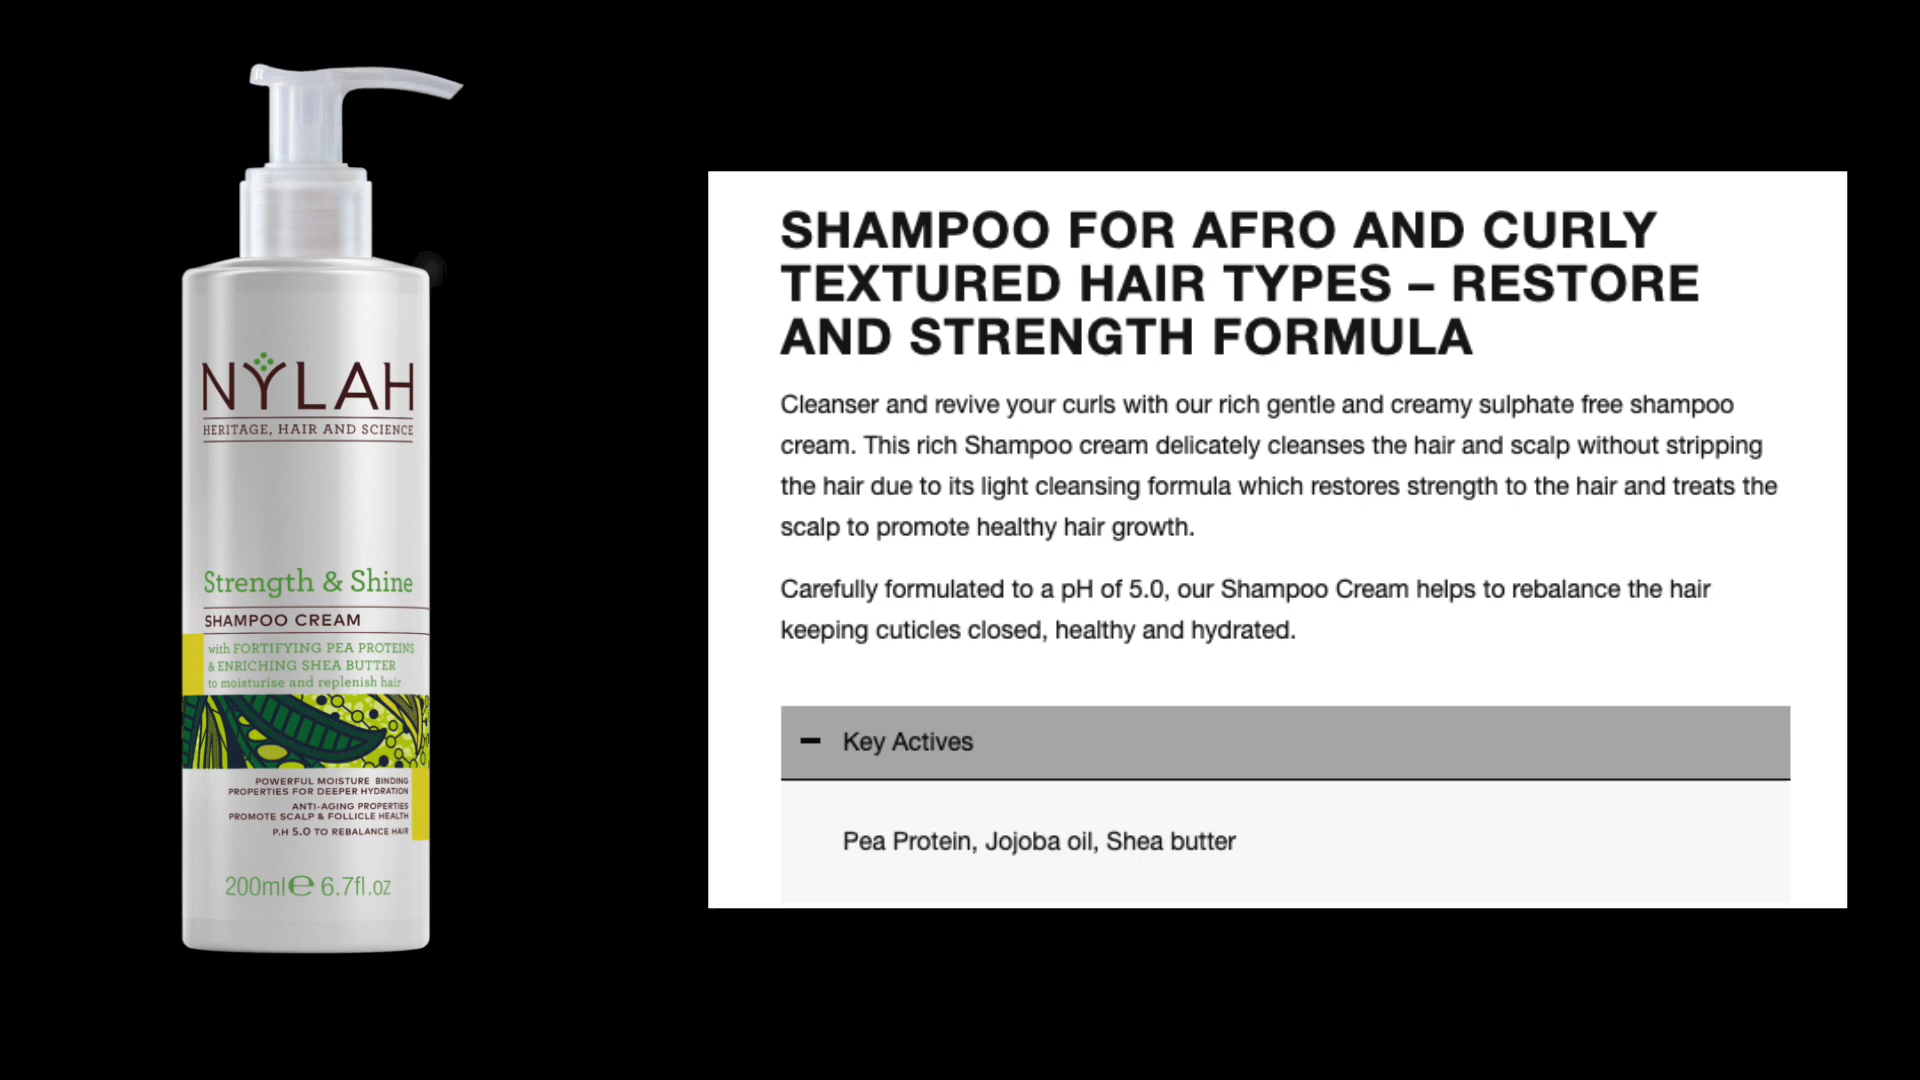 NYLAH
HERITAGE, HAIR AND SCIENCE
Strength & Shine
SHAMPOO CREAM
with FORTIFYING PEA PROTEINS
& ENRICHING SHEA BUTTER
to moisturise and replenish hair
POWERFUL MOISTURE BINDING
PROPERTIES FOR DEEPER HYDRATION
ANTI-AGING PROPERTIES
PROMOTE SCALP & FOLLICLE HEALTH
P.H 5.0 TO REBALANCE HAIR
200ml℮ 6.7fl.oz
SHAMPOO FOR AFRO AND CURLY
TEXTURED HAIR TYPES – RESTORE
AND STRENGTH FORMULA
Cleanser and revive your curls with our rich gentle and creamy sulphate free shampoo
cream. This rich Shampoo cream delicately cleanses the hair and scalp without stripping
the hair due to its light cleansing formula which restores strength to the hair and treats the
scalp to promote healthy hair growth.
Carefully formulated to a pH of 5.0, our Shampoo Cream helps to rebalance the hair
keeping cuticles closed, healthy and hydrated.
Key Actives
Pea Protein, Jojoba oil, Shea butter